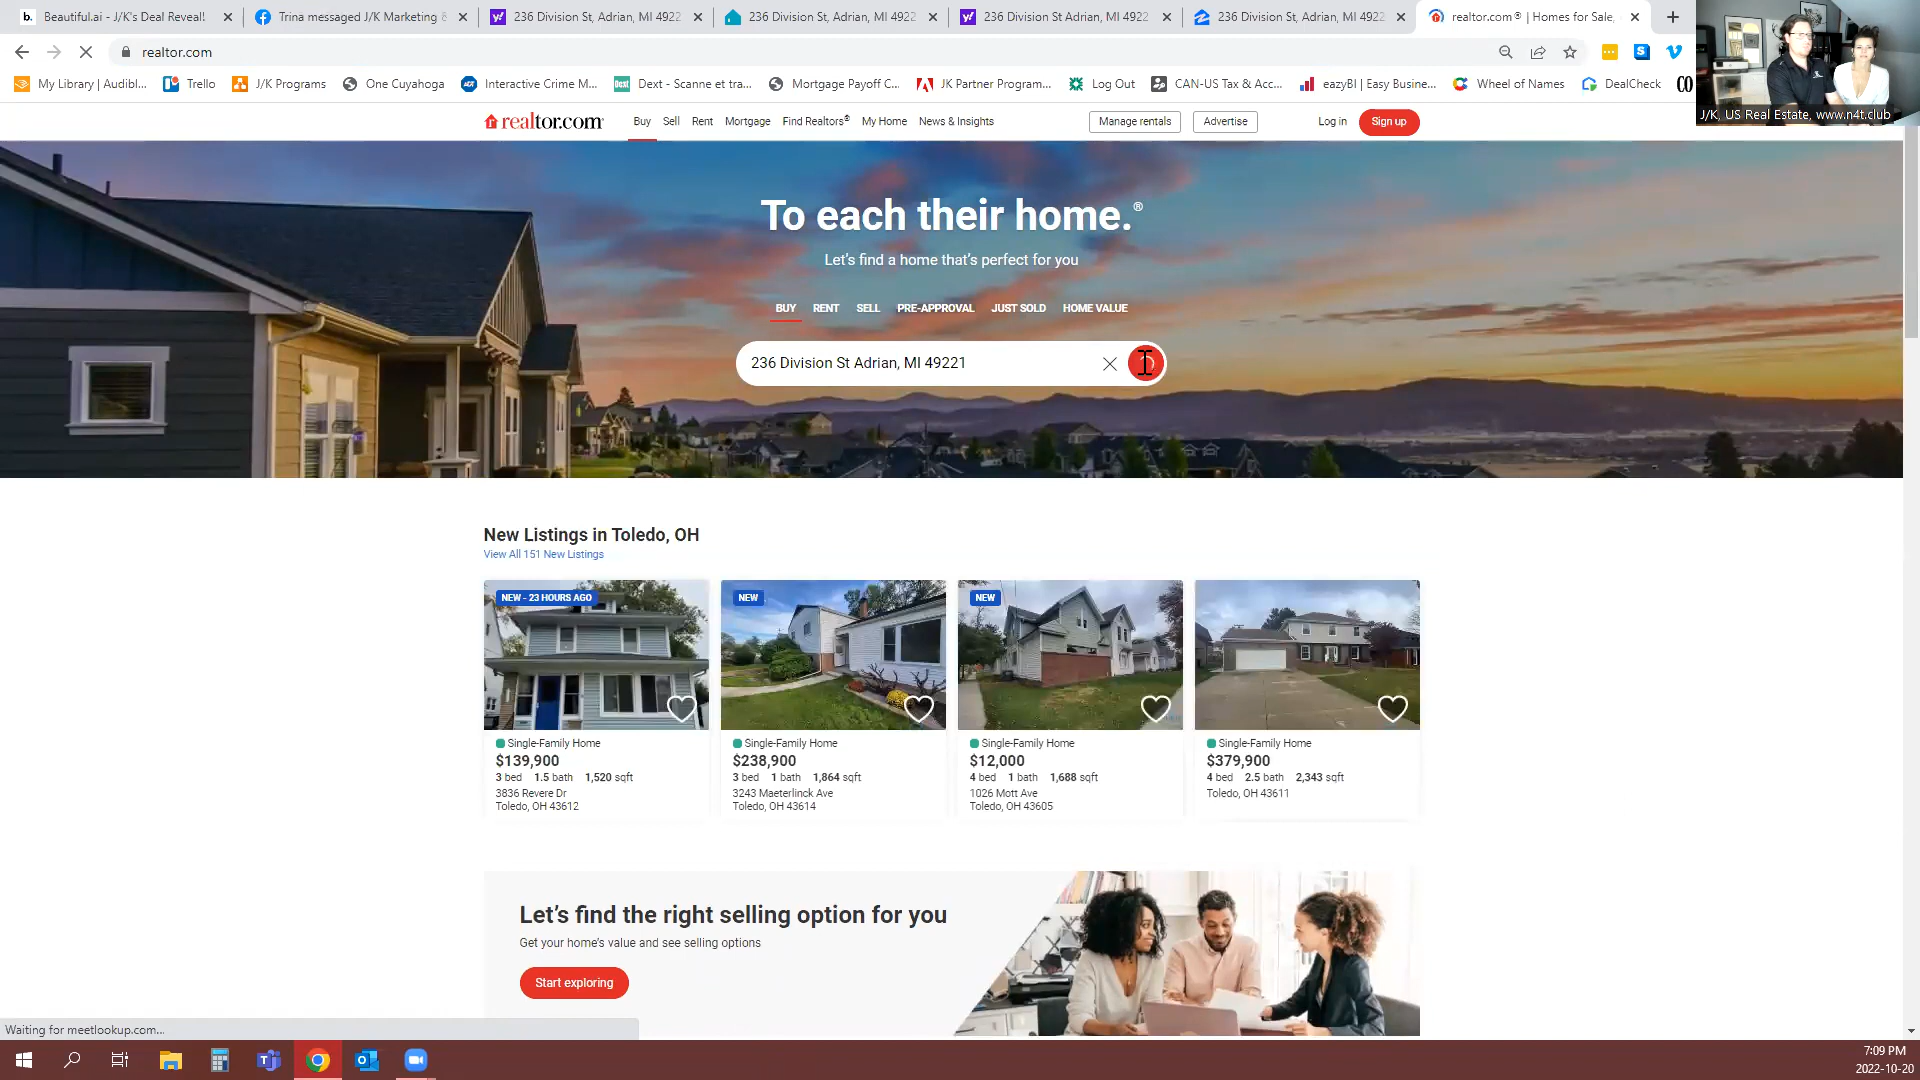 b. Beautiful.ai - J/K's Deal Reveal!
Trina messaged J/K Marketing &
236 Division St, Adrian, MI 4922
236 Division St, Adrian, MI 4922
236 Division St Adrian, MI 4922
236 Division St, Adrian, MI 4922
realtor.com® | Homes for Sale,
realtor.com
My Library | Audibl...
Trello
J/K Programs
One Cuyahoga
Interactive Crime M...
Dext - Scanne et tra...
Mortgage Payoff C...
JK Partner Program...
Log Out
CAN-US Tax & Acc...
eazyBI | Easy Busine...
Wheel of Names
DealCheck
CO
J/K, US Real Estate, www.n4t.club
realtor.com®
Buy Sell Rent Mortgage Find Realtors® My Home News & Insights
Manage rentals
Advertise
Log in
Sign up
To each their home.®
Let's find a home that's perfect for you
BUY RENT SELL PRE-APPROVAL JUST SOLD HOME VALUE
236 Division St Adrian, MI 49221
New Listings in Toledo, OH
View All 151 New Listings
NEW - 23 HOURS AGO
Single-Family Home
$139,900
3 bed 1.5 bath 1,520 sqft
3836 Revere Dr
Toledo, OH 43612
NEW
Single-Family Home
$238,900
3 bed 1 bath 1,864 sqft
3243 Maeterlinck Ave
Toledo, OH 43614
NEW
Single-Family Home
$12,000
4 bed 1 bath 1,688 sqft
1026 Mott Ave
Toledo, OH 43605
Single-Family Home
$379,900
4 bed 2.5 bath 2,343 sqft
Toledo, OH 43611
Let's find the right selling option for you
Get your home's value and see selling options
Start exploring
Waiting for meetlookup.com...
7:09 PM
2022-10-20